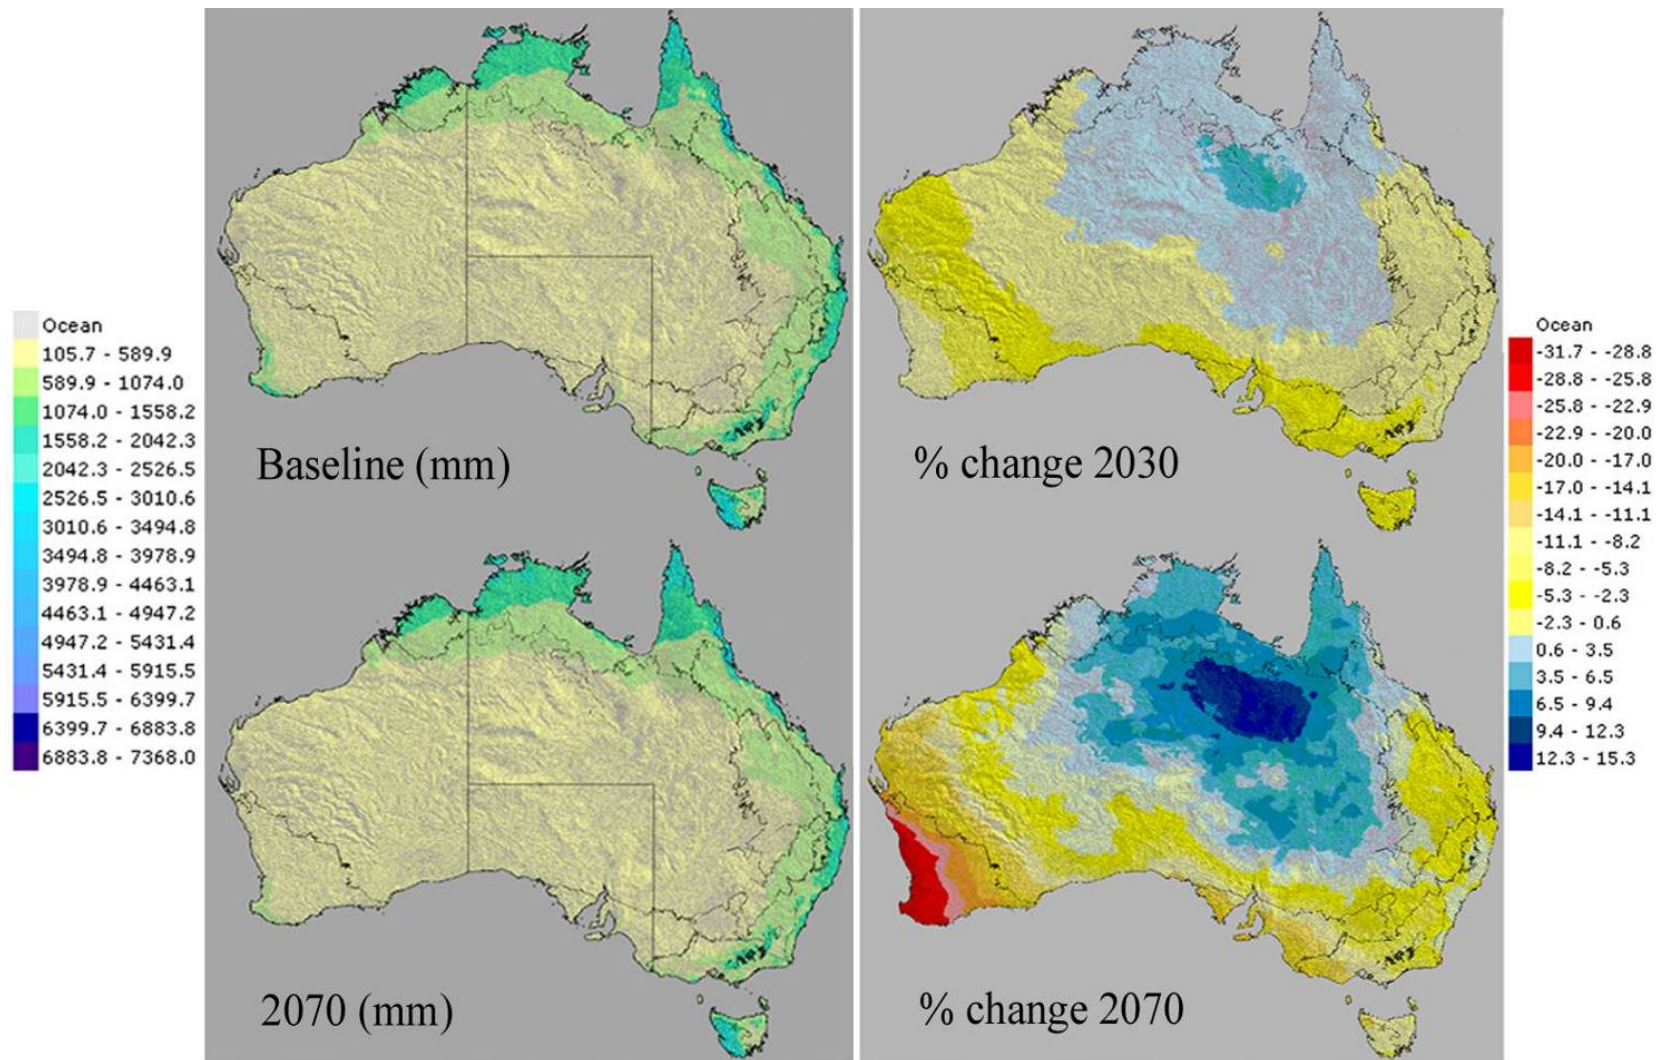 Ocean
105.7 - 589.9
589.9 - 1074.0
1074.0 - 1558.2
1558.2 - 2042.3
2042.3 - 2526.5
2526.5 - 3010.6
3010.6 - 3494.8
3494.8 - 3978.9
3978.9 - 4463.1
4463.1 - 4947.2
4947.2 - 5431.4
5431.4 - 5915.5
5915.5 - 6399.7
6399.7 - 6883.8
6883.8 - 7368.0
Baseline (mm)
% change 2030
2070 (mm)
% change 2070
Ocean
-31.7 - -28.8
-28.8 - -25.8
-25.8 - -22.9
-22.9 - -20.0
-20.0 - -17.0
-17.0 - -14.1
-14.1 - -11.1
-11.1 - -8.2
-8.2 - -5.3
-5.3 - -2.3
-2.3 - 0.6
0.6 - 3.5
3.5 - 6.5
6.5 - 9.4
9.4 - 12.3
12.3 - 15.3